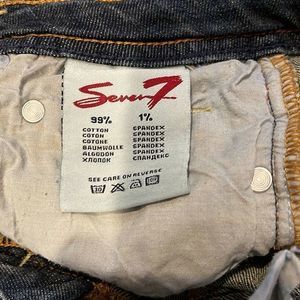 Seven7
99% 1%
COTTON SPANDEX
COTON SPANDEX
COTONE SPANDEX
BAUMWOLLE SPANDEX
ALGODON SPANDEX
ХЛОПОК СПАНДЕКС
SEE CARE ON REVERSE